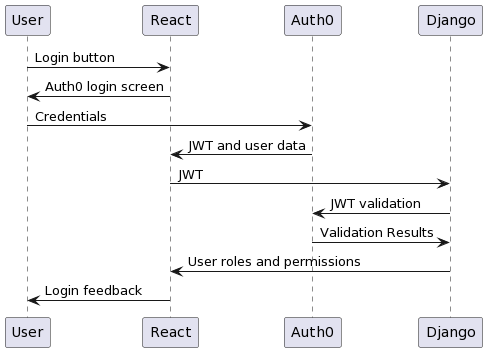 User React Auth0 Django
Login button
Auth0 login screen
Credentials
JWT and user data
JWT
JWT validation
Validation Results
User roles and permissions
Login feedback
User React Auth0 Django